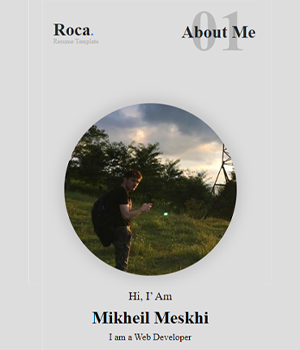 Roca.
Resume Template
01
About Me
Hi, I' Am
Mikheil Meskhi
I am a Web Developer